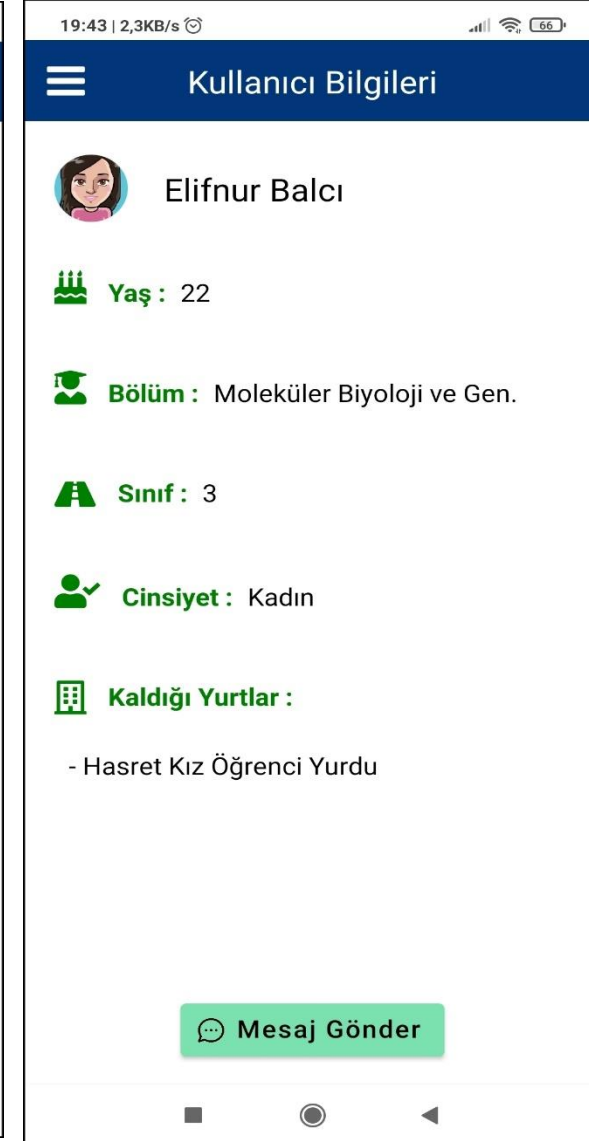 19:43 | 2,3KB/s
66
Kullanıcı Bilgileri
Elifnur Balcı
Yaş : 22
Bölüm : Moleküler Biyoloji ve Gen.
Sınıf : 3
Cinsiyet : Kadın
Kaldığı Yurtlar :
- Hasret Kız Öğrenci Yurdu
Mesaj Gönder